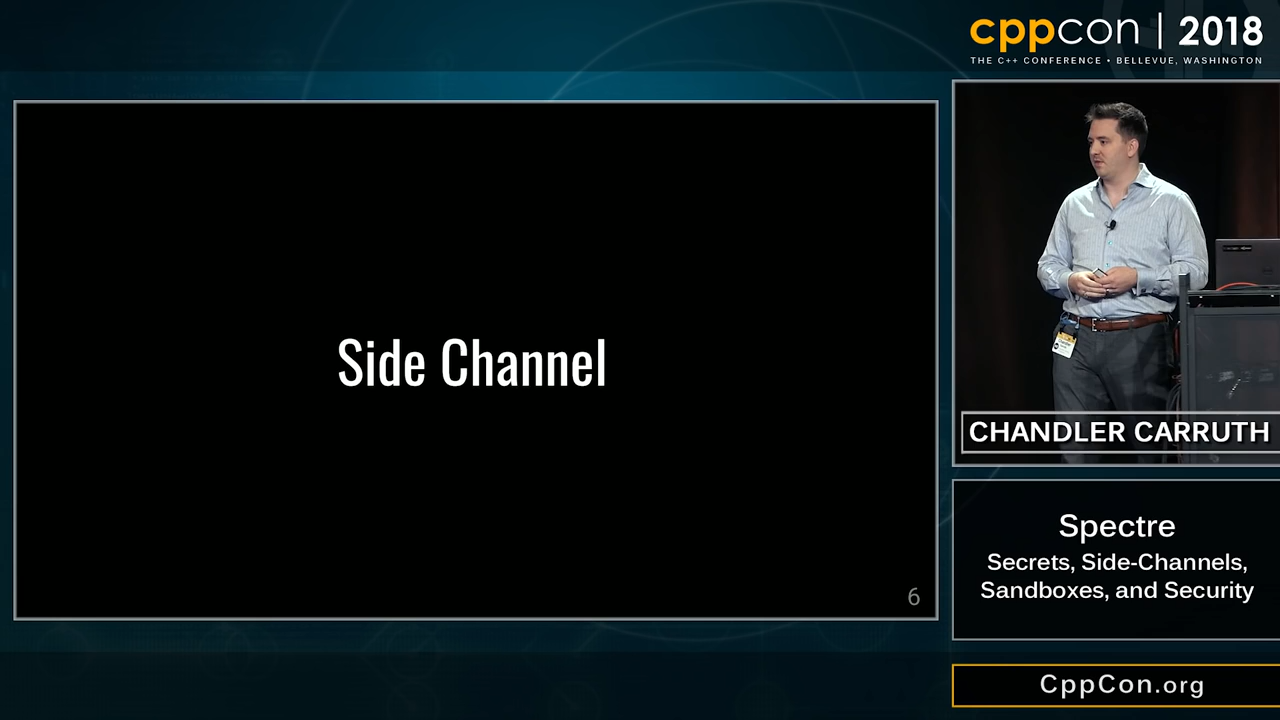 cppcon | 2018
THE C++ CONFERENCE • BELLEVUE, WASHINGTON
Side Channel
6
CHANDLER CARRUTH
Spectre
Secrets, Side-Channels,
Sandboxes, and Security
CppCon.org